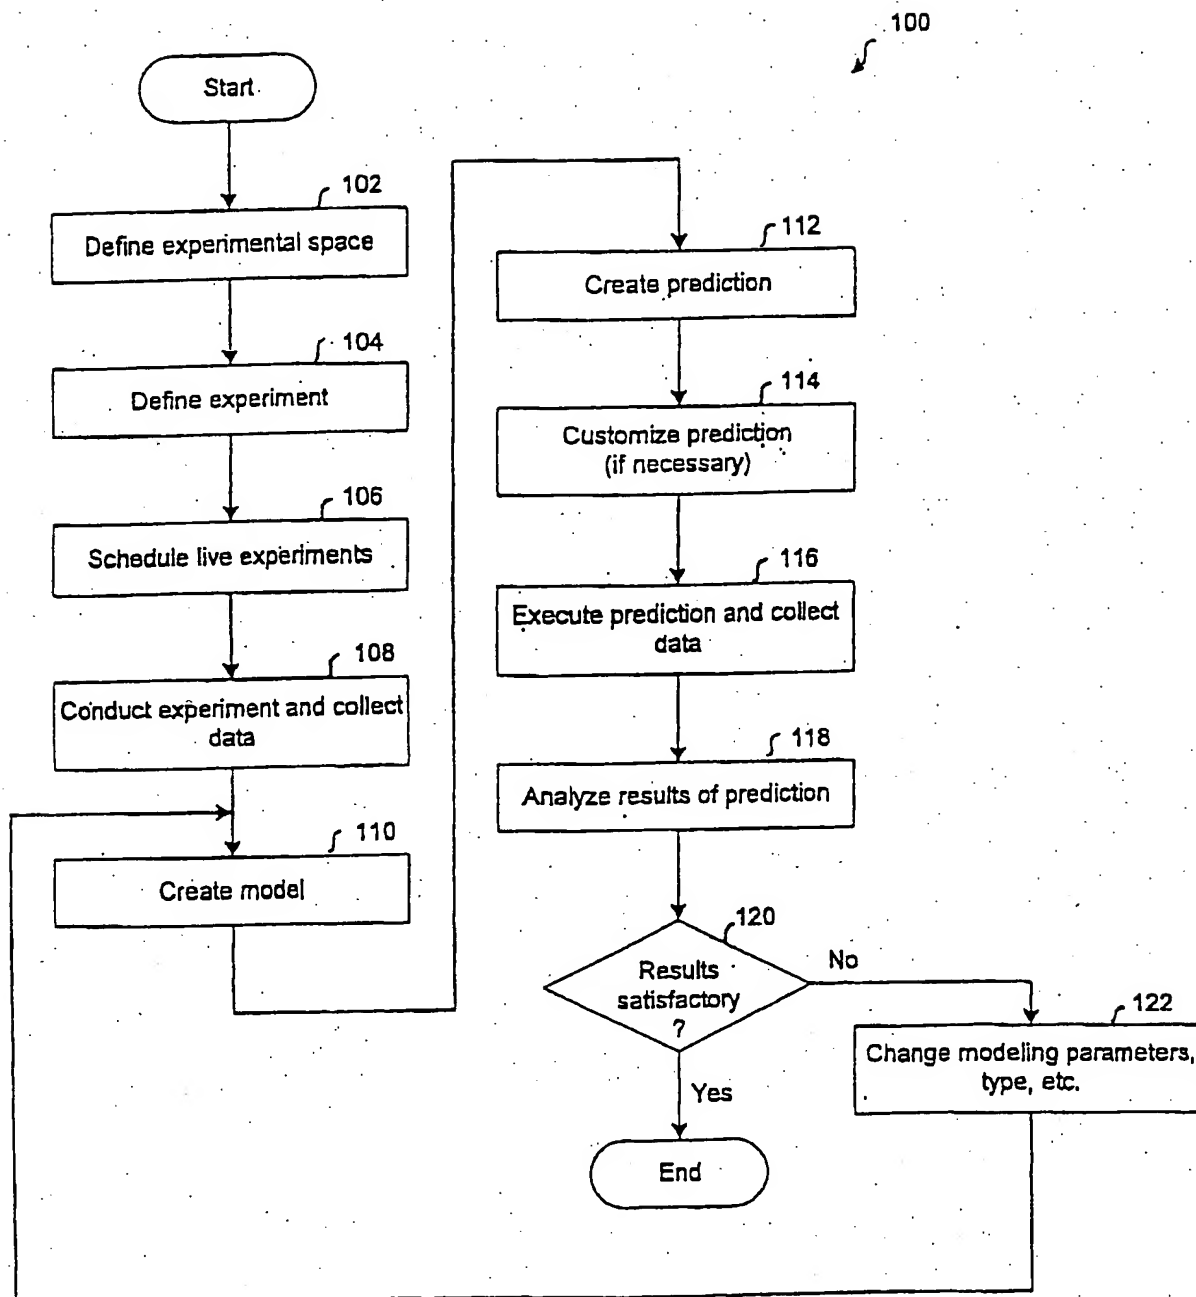 100
Start
102
Define experimental space
104
Define experiment
106
Schedule live experiments
108
Conduct experiment and collect
data
110
Create model
112
Create prediction
114
Customize prediction
(if necessary)
116
Execute prediction and collect
data
118
Analyze results of prediction
120
Results
satisfactory
?
No
Yes
122
Change modeling parameters,
type, etc.
End